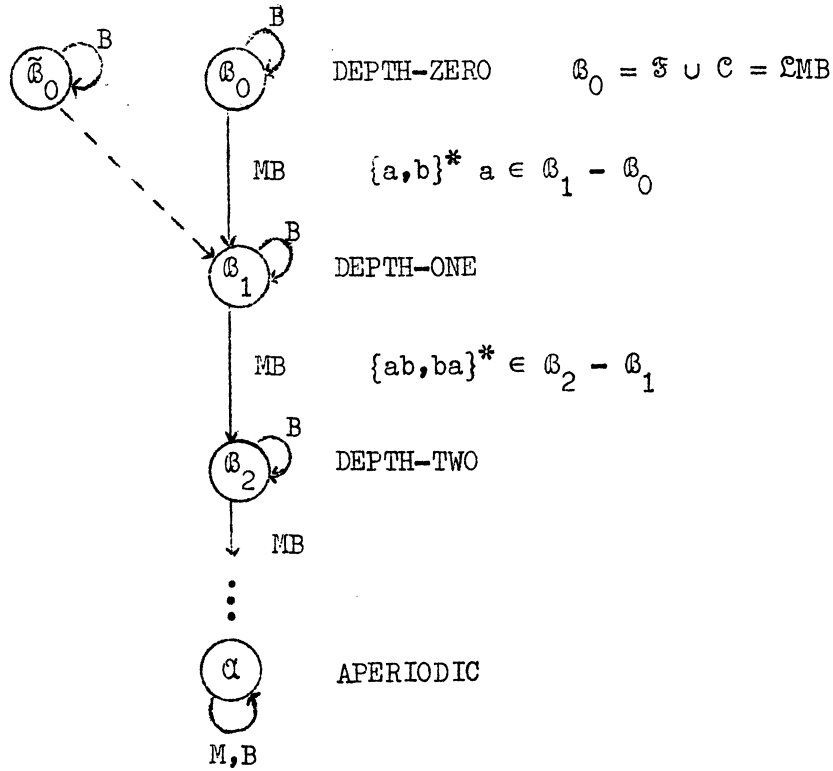 B B
𝔅̃₀ 𝔅₀ DEPTH-ZERO 𝔅₀ = 𝔉 ∪ C = 𝔏MB
MB {a,b}* a ∈ 𝔅₁ - 𝔅₀
B
𝔅₁ DEPTH-ONE
MB {ab,ba}* ∈ 𝔅₂ - 𝔅₁
B
𝔅₂ DEPTH-TWO
MB
𝔄 APERIODIC
M,B